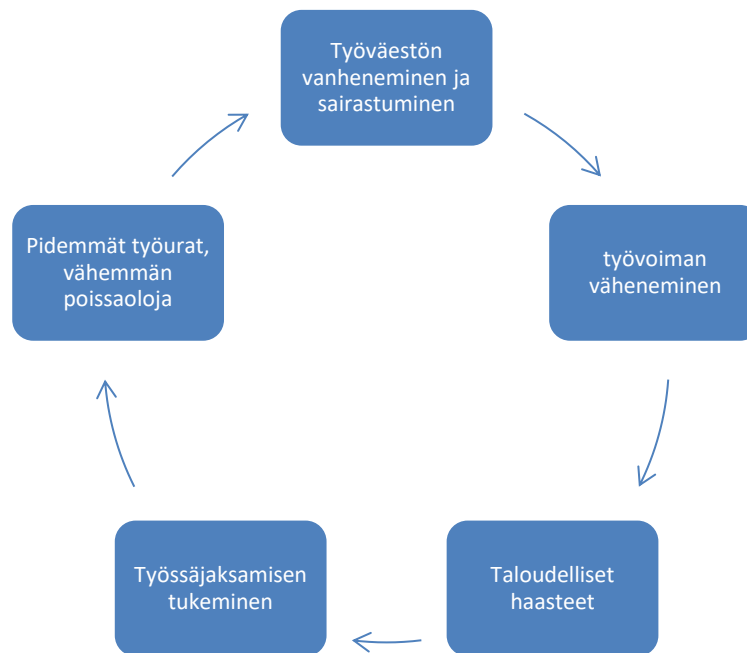 Työväestön
vanheneminen ja
sairastuminen
työvoiman
väheneminen
Taloudelliset
haasteet
Työssäjaksamisen
tukeminen
Pidemmät työurat,
vähemmän
poissaoloja